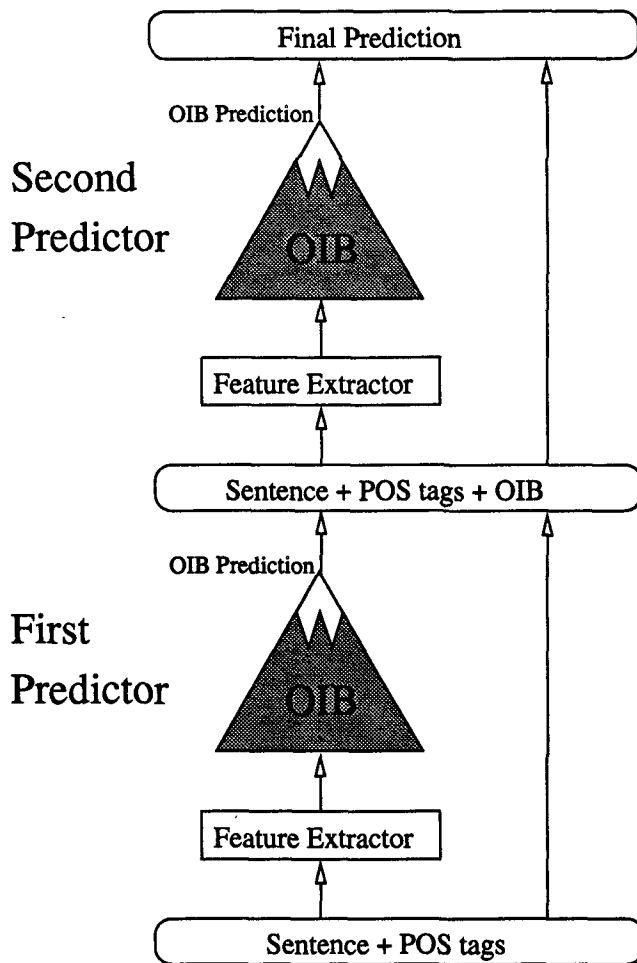 Final Prediction
OIB Prediction
Second
Predictor
OIB
Feature Extractor
Sentence + POS tags + OIB
OIB Prediction
First
Predictor
OIB
Feature Extractor
Sentence + POS tags